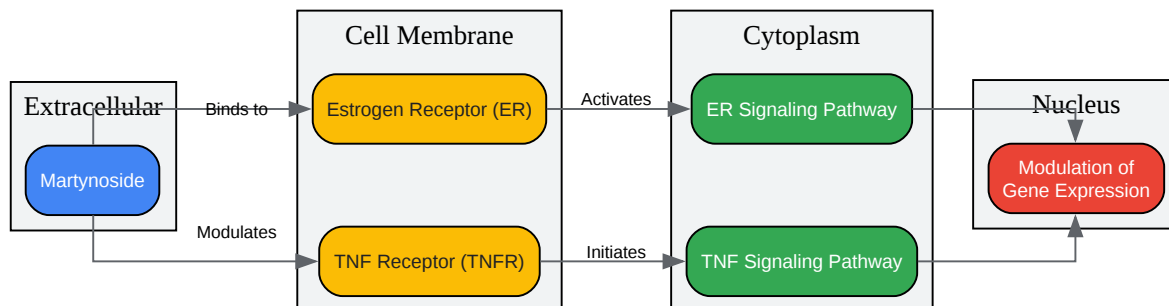 Extracellular
Cell Membrane
Cytoplasm
Nucleus
Martynoside
Binds to
Estrogen Receptor (ER)
Activates
ER Signaling Pathway
Modulation of
Gene Expression
Modulates
TNF Receptor (TNFR)
Initiates
TNF Signaling Pathway